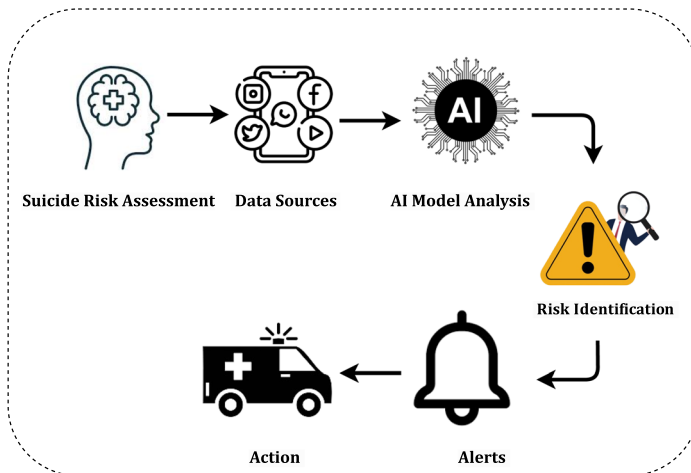 Suicide Risk Assessment
Data Sources
AI Model Analysis
AI
Risk Identification
Action
Alerts